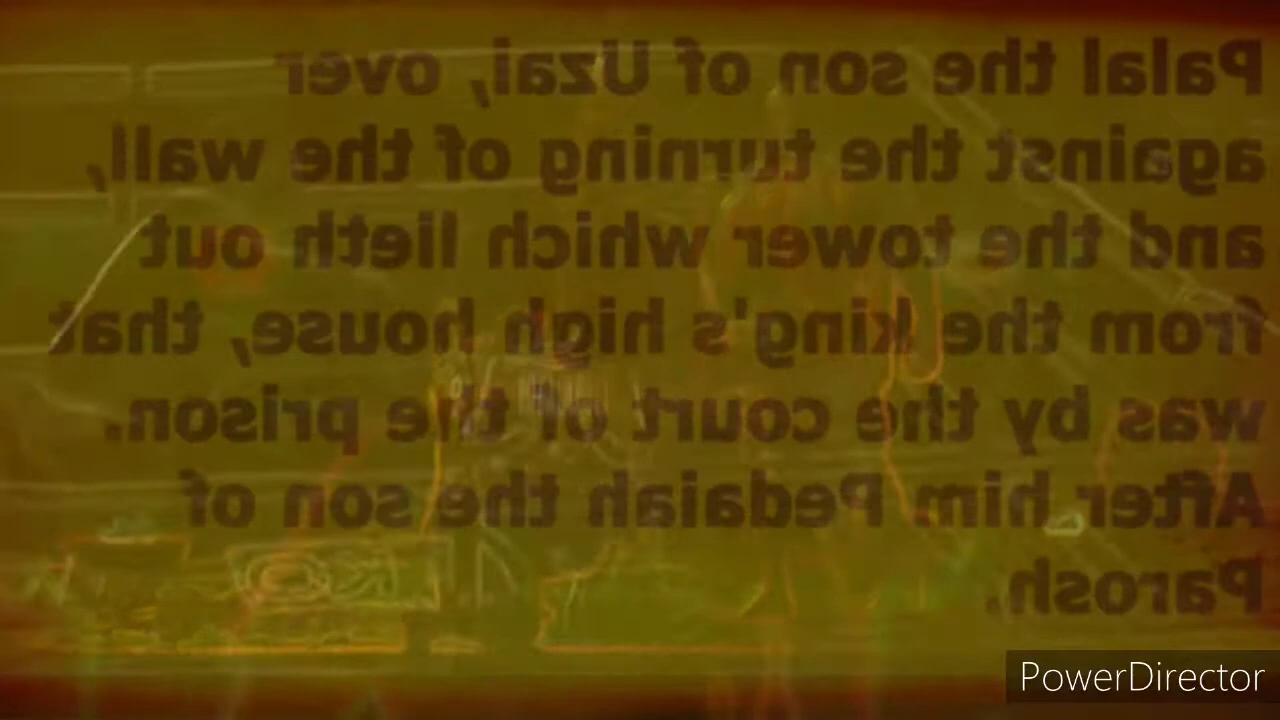 Palal the son of Uzai, over
against the turning of the wall,
and the tower which lieth out
from the king's high house, that
was by the court of the prison.
After him Pedaiah the son of
Parosh.
PowerDirector